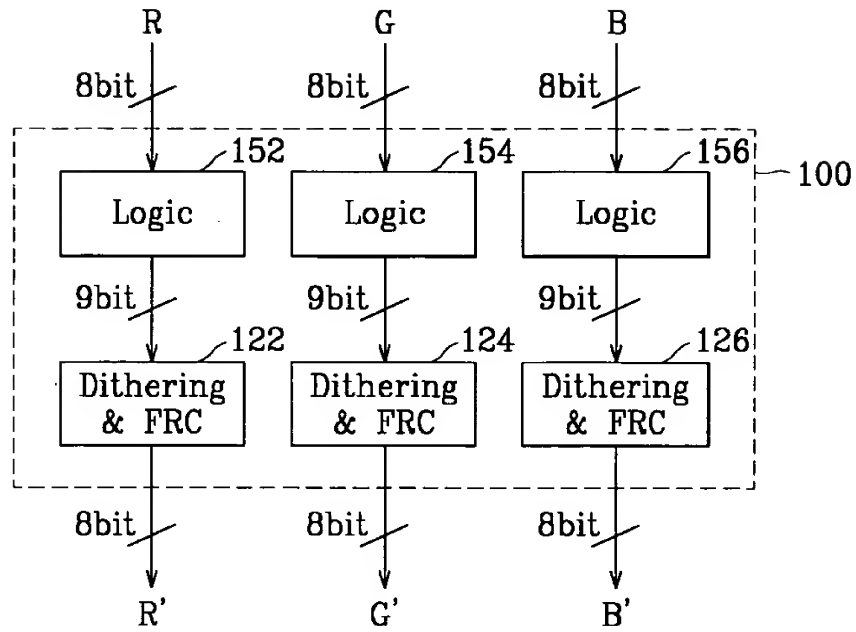 R G B
8bit 8bit 8bit
152 154 156
100
Logic Logic Logic
9bit 9bit 9bit
122 124 126
Dithering Dithering Dithering
& FRC & FRC & FRC
8bit 8bit 8bit
R' G' B'